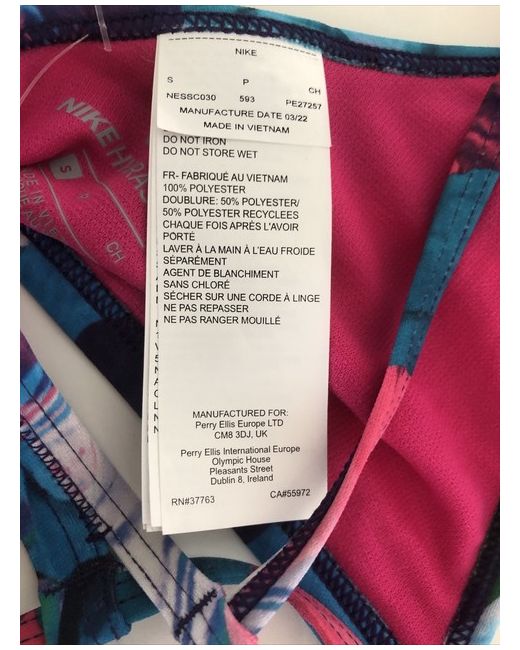 NIKE
S P CH
NESSC030 593 PE27257
MANUFACTURE DATE 03/22
MADE IN VIETNAM
DO NOT IRON
DO NOT STORE WET
FR- FABRIQUÉ AU VIETNAM
100% POLYESTER
DOUBLURE: 50% POLYESTER/
50% POLYESTER RECYCLEES
CHAQUE FOIS APRÈS L'AVOIR
PORTÉ
LAVER À LA MAIN À L'EAU FROIDE
SÉPARÉMENT
AGENT DE BLANCHIMENT
SANS CHLORÉ
SÉCHER SUR UNE CORDE À LINGE
NE PAS REPASSER
NE PAS RANGER MOUILLÉ
MANUFACTURED FOR:
Perry Ellis Europe LTD
CM8 3DJ, UK
Perry Ellis International Europe
Olympic House
Pleasants Street
Dublin 8. Ireland
RN#37763 CA#55972
NIKE
S P
CH